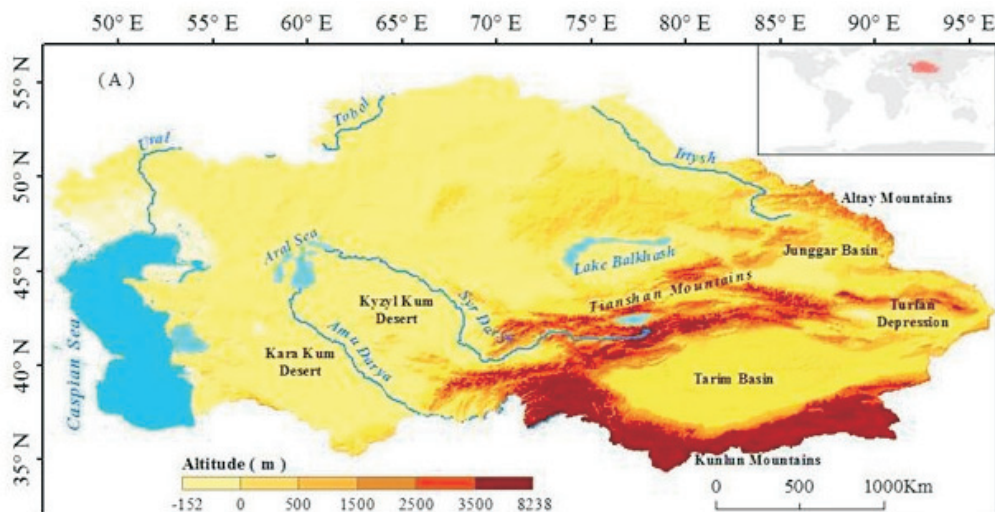 50° E 55° E 60° E 65° E 70° E 75° E 80° E 85° E 90° E 95° E
(A)
55° N
50° N
45° N
40° N
35° N
Ural
Tobol
Irtysh
Altay Mountains
Junggar Basin
Aral Sea
Lake Balkhash
Tianshan Mountains
Turfan
Depression
Kyzyl Kum
Desert
Syr Darya
Amu Darya
Kara Kum
Desert
Caspian Sea
Tarim Basin
Kunlun Mountains
Altitude ( m )
-152 0 500 1500 2500 3500 8238
0 500 1000Km